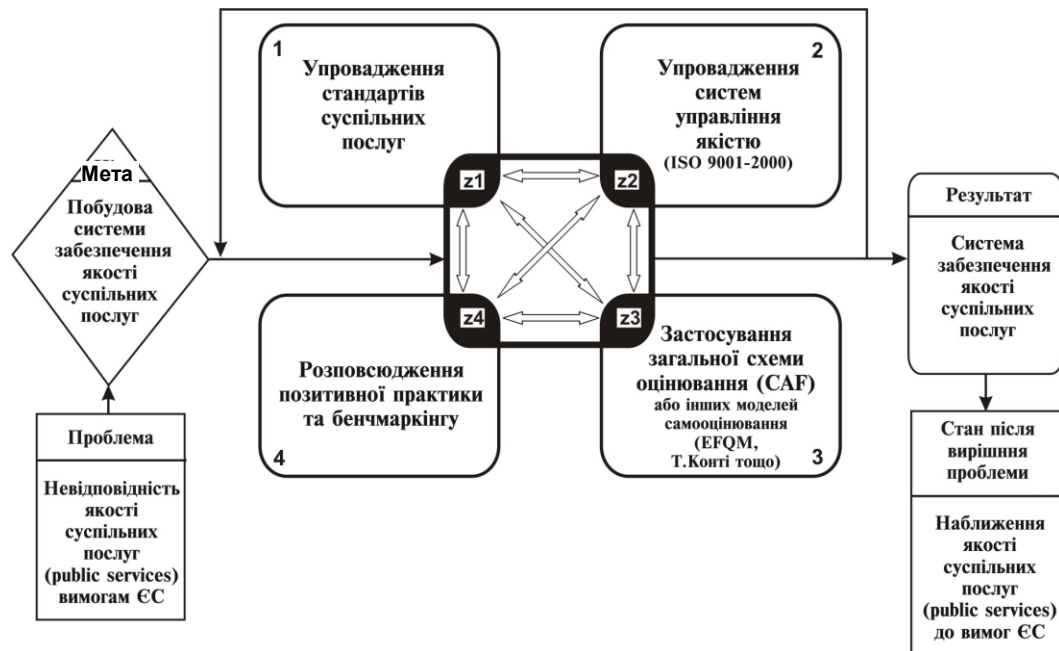 1
Упровадження
стандартів
суспільних
послуг
2
Упровадження
систем
управління
якістю
(ISO 9001-2000)
Мета
Побудова
системи
забезпечення
якості
суспільних
послуг
z1
z2
z4
z3
Результат
Система
забезпечення
якості
суспільних
послуг
Розповсюдження
позитивної практики
та бенчмаркінгу
4
Застосування
загальної схеми
оцінювання (CAF)
або інших моделей
самооцінювання
(EFQM,
Т.Конті тощо)
3
Проблема
Невідповідність
якості
суспільних
послуг
(public services)
вимогам ЄС
Стан після
вирішння
проблеми
Наближення
якості
суспільних
послуг
(public services)
до вимог ЄС